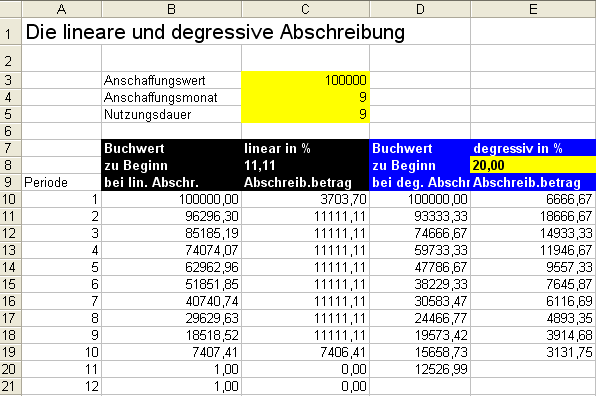 A B C D E
1 Die lineare und degressive Abschreibung
2
3 Anschaffungswert 100000
4 Anschaffungsmonat 9
5 Nutzungsdauer 9
6
7 Buchwert linear in % Buchwert degressiv in %
8 zu Beginn 11,11 zu Beginn 20,00
9 Periode bei lin. Abschr. Abschreib.betrag bei deg. Abschr Abschreib.betrag
10 1 100000,00 3703,70 100000,00 6666,67
11 2 96296,30 11111,11 93333,33 18666,67
12 3 85185,19 11111,11 74666,67 14933,33
13 4 74074,07 11111,11 59733,33 11946,67
14 5 62962,96 11111,11 47786,67 9557,33
15 6 51851,85 11111,11 38229,33 7645,87
16 7 40740,74 11111,11 30583,47 6116,69
17 8 29629,63 11111,11 24466,77 4893,35
18 9 18518,52 11111,11 19573,42 3914,68
19 10 7407,41 7406,41 15658,73 3131,75
20 11 1,00 0,00 12526,99
21 12 1,00 0,00